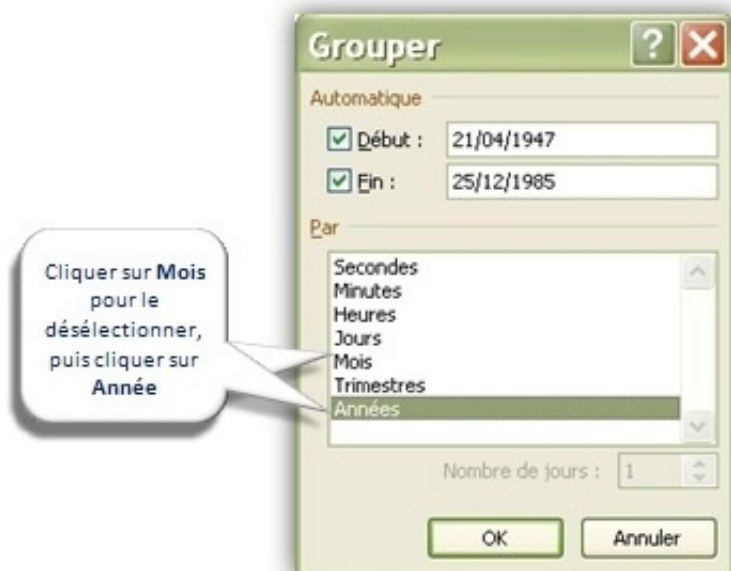 Grouper
Automatique
Début :
21/04/1947
Fin :
25/12/1985
Par
Secondes
Minutes
Heures
Jours
Mois
Trimestres
Années
Nombre de jours :
1
OK
Annuler
Cliquer sur Mois
pour le
désélectionner,
puis cliquer sur
Année